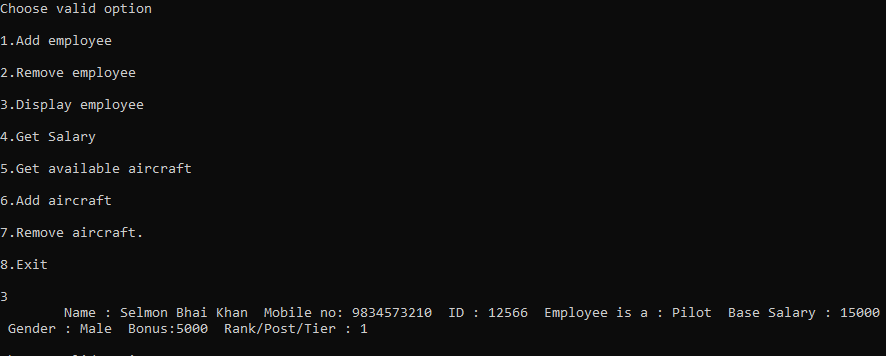 Choose valid option
1.Add employee
2.Remove employee
3.Display employee
4.Get Salary
5.Get available aircraft
6.Add aircraft
7.Remove aircraft.
8.Exit
3
Name : Selmon Bhai Khan  Mobile no: 9834573210  ID : 12566  Employee is a : Pilot  Base Salary : 15000
Gender : Male  Bonus:5000  Rank/Post/Tier : 1